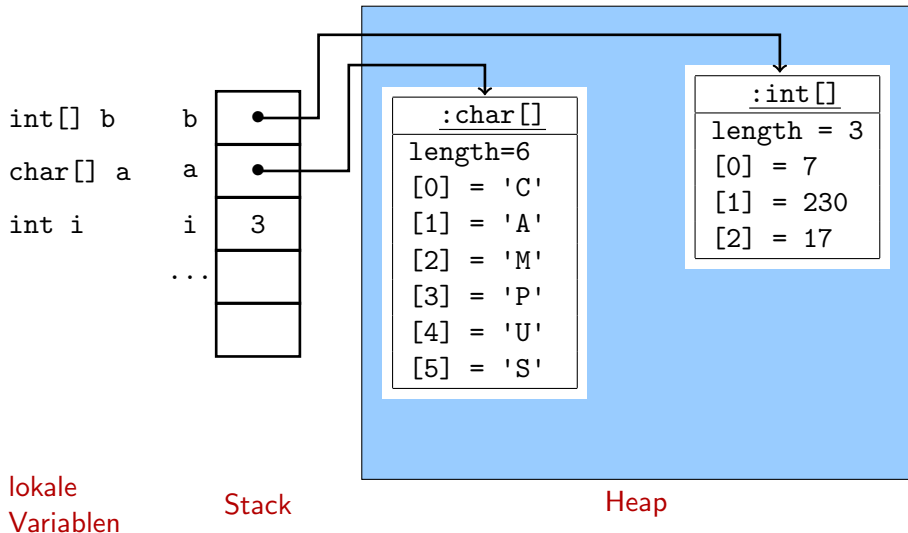 int[] b b
char[] a a
int i i 3
...
:char[]
length=6
[0] = 'C'
[1] = 'A'
[2] = 'M'
[3] = 'P'
[4] = 'U'
[5] = 'S'
:int[]
length = 3
[0] = 7
[1] = 230
[2] = 17
lokale
Variablen
Stack
Heap